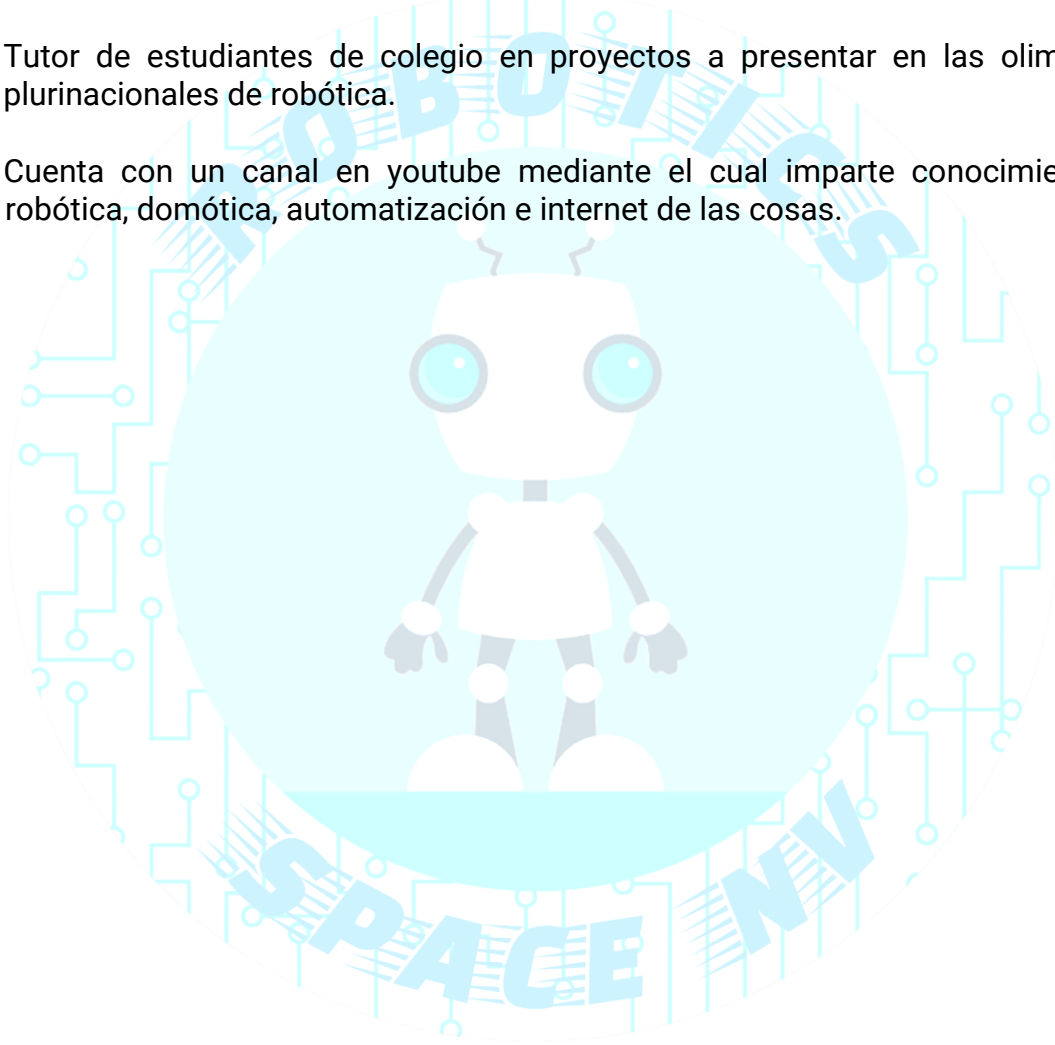 Tutor de estudiantes de colegio en proyectos a presentar en las olim
plurinacionales de robótica.
Cuenta con un canal en youtube mediante el cual imparte conocimie
robótica, domótica, automatización e internet de las cosas.
ROBOTICS
SPACE NV